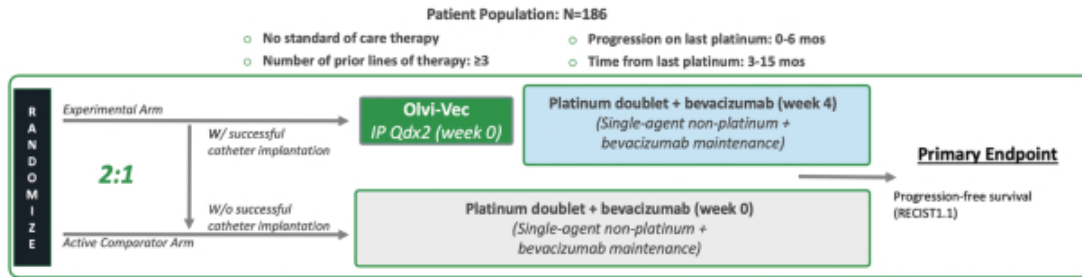 Patient Population: N=186
○ No standard of care therapy
○ Number of prior lines of therapy: ≥3
○ Progression on last platinum: 0-6 mos
○ Time from last platinum: 3-15 mos
RANDOMIZE
Experimental Arm
2:1
Active Comparator Arm
W/ successful
catheter implantation
W/o successful
catheter implantation
Olvi-Vec
IP Qdx2 (week 0)
Platinum doublet + bevacizumab (week 4)
(Single-agent non-platinum +
bevacizumab maintenance)
Platinum doublet + bevacizumab (week 0)
(Single-agent non-platinum +
bevacizumab maintenance)
Primary Endpoint
Progression-free survival
(RECIST1.1)